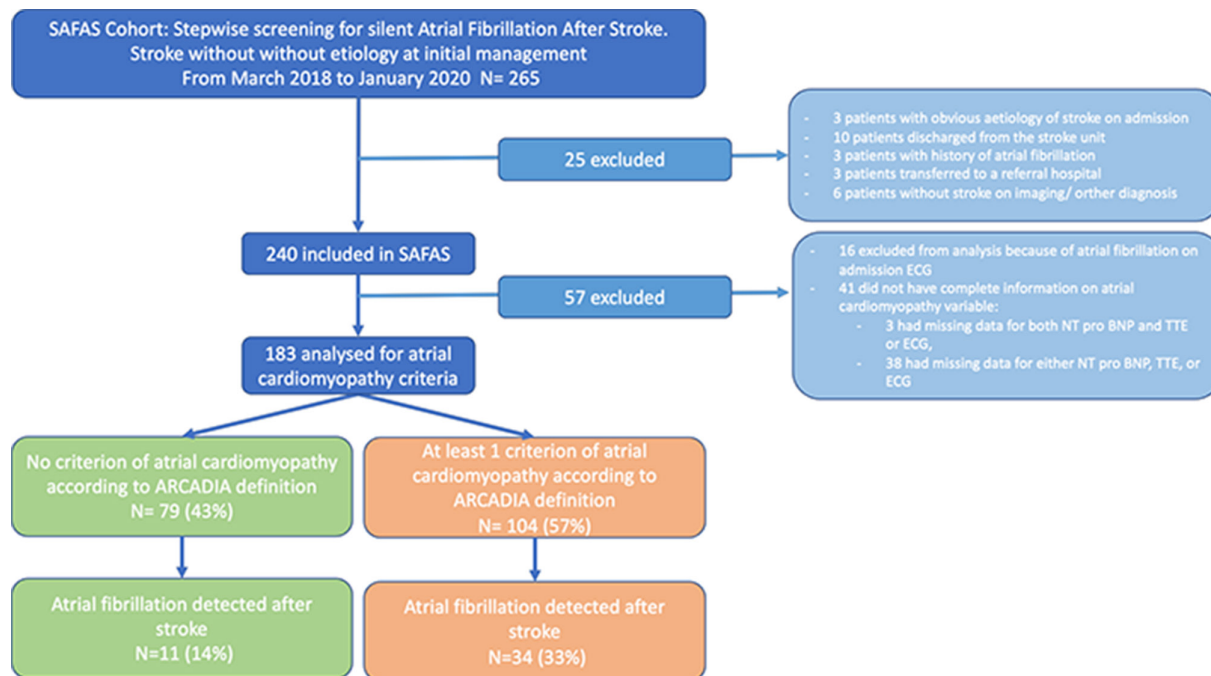 SAFAS Cohort: Stepwise screening for silent Atrial Fibrillation After Stroke.
Stroke without without etiology at initial management
From March 2018 to January 2020 N= 265
25 excluded
- 3 patients with obvious aetiology of stroke on admission
- 10 patients discharged from the stroke unit
- 3 patients with history of atrial fibrillation
- 3 patients transferred to a referral hospital
- 6 patients without stroke on imaging/ orther diagnosis
240 included in SAFAS
57 excluded
- 16 excluded from analysis because of atrial fibrillation on
admission ECG
- 41 did not have complete information on atrial
cardiomyopathy variable:
- 3 had missing data for both NT pro BNP and TTE
or ECG,
- 38 had missing data for either NT pro BNP, TTE, or
ECG
183 analysed for atrial
cardiomyopathy criteria
No criterion of atrial cardiomyopathy
according to ARCADIA definition
N= 79 (43%)
At least 1 criterion of atrial
cardiomyopathy according to
ARCADIA definition
N= 104 (57%)
Atrial fibrillation detected after
stroke
N=11 (14%)
Atrial fibrillation detected after
stroke
N=34 (33%)